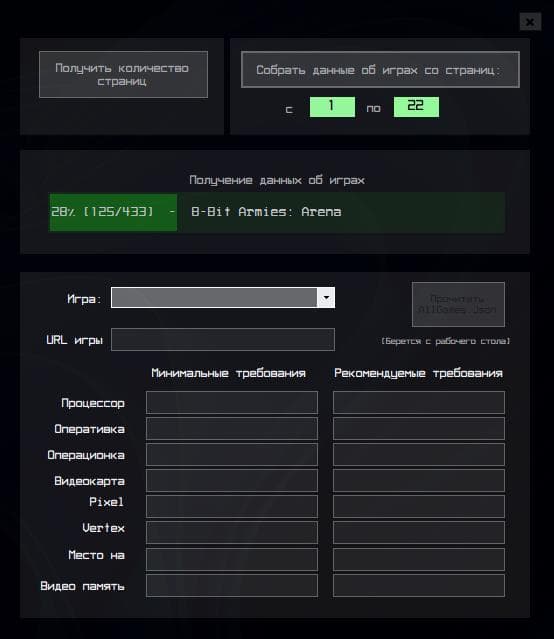 ×
Получить количество
страниц
Собрать данные об играх со страниц:
с 1 по 22
Получение данных об играх
28% (125/433) - 8-Bit Armies: Arena
Игра:
Прочитать
AllGames.Json
URL игры
(Берется с рабочего стола)
Минимальные требования Рекомендуемые требования
Процессор
Оперативка
Операционка
Видеокарта
Pixel
Vertex
Место на
Видео память